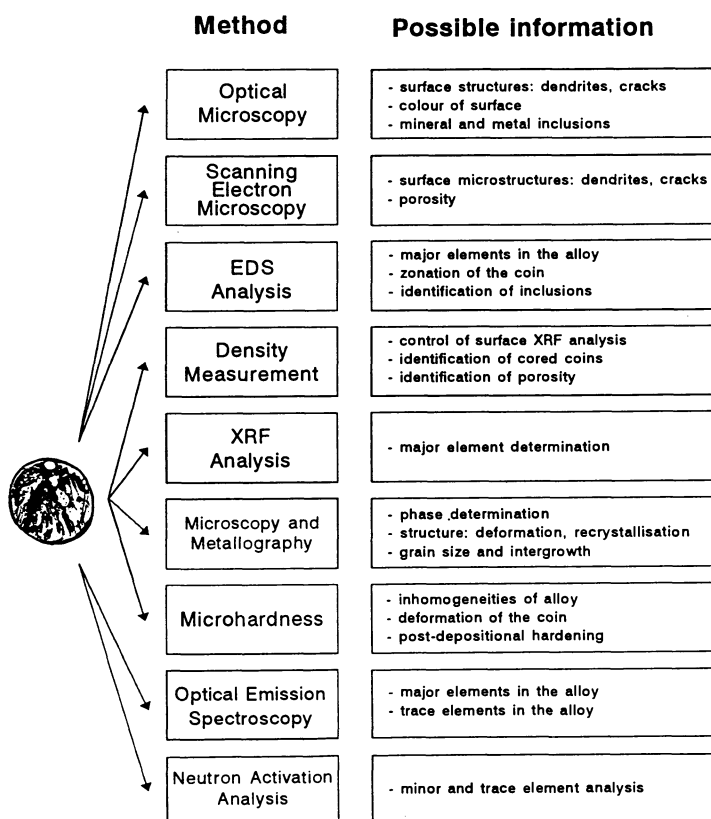 Method
Possible information
Optical
Microscopy
- surface structures: dendrites, cracks
- colour of surface
- mineral and metal inclusions
Scanning
Electron
Microscopy
- surface microstructures: dendrites, cracks
- porosity
EDS
Analysis
- major elements in the alloy
- zonation of the coin
- identification of inclusions
Density
Measurement
- control of surface XRF analysis
- identification of cored coins
- identification of porosity
XRF
Analysis
- major element determination
Microscopy and
Metallography
- phase determination
- structure: deformation, recrystallisation
- grain size and intergrowth
Microhardness
- inhomogeneities of alloy
- deformation of the coin
- post-depositional hardening
Optical Emission
Spectroscopy
- major elements in the alloy
- trace elements in the alloy
Neutron Activation
Analysis
- minor and trace element analysis